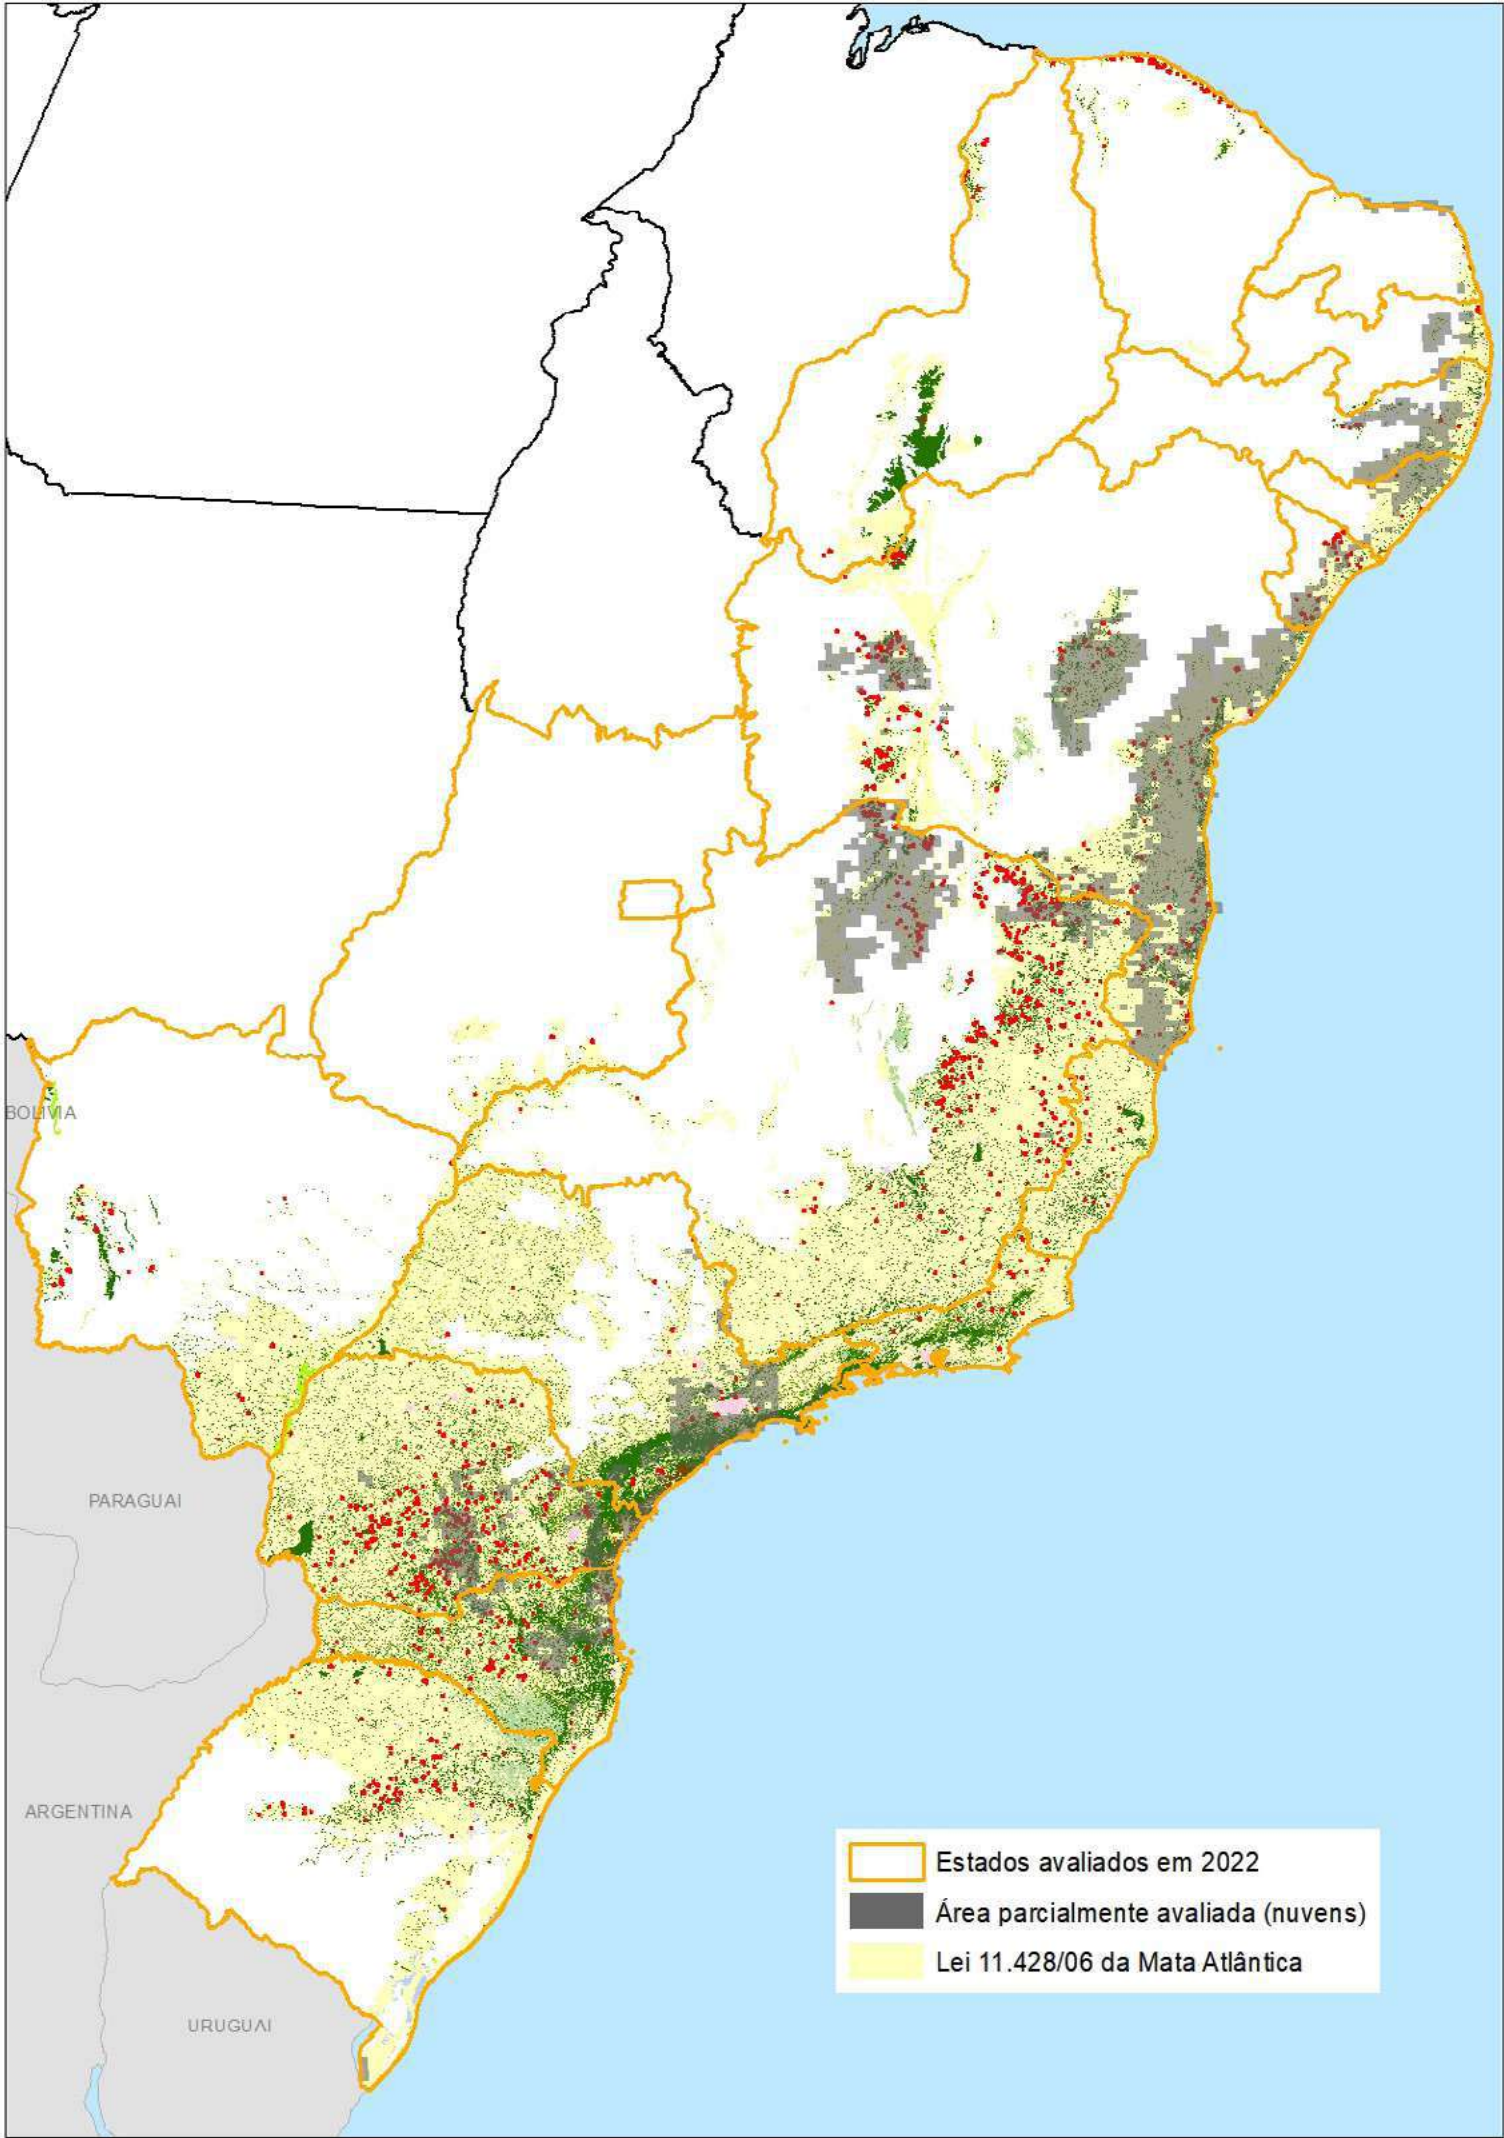 BOLIVIA
PARAGUAI
ARGENTINA
URUGUAI
Estados avaliados em 2022
Área parcialmente avaliada (nuvens)
Lei 11.428/06 da Mata Atlântica